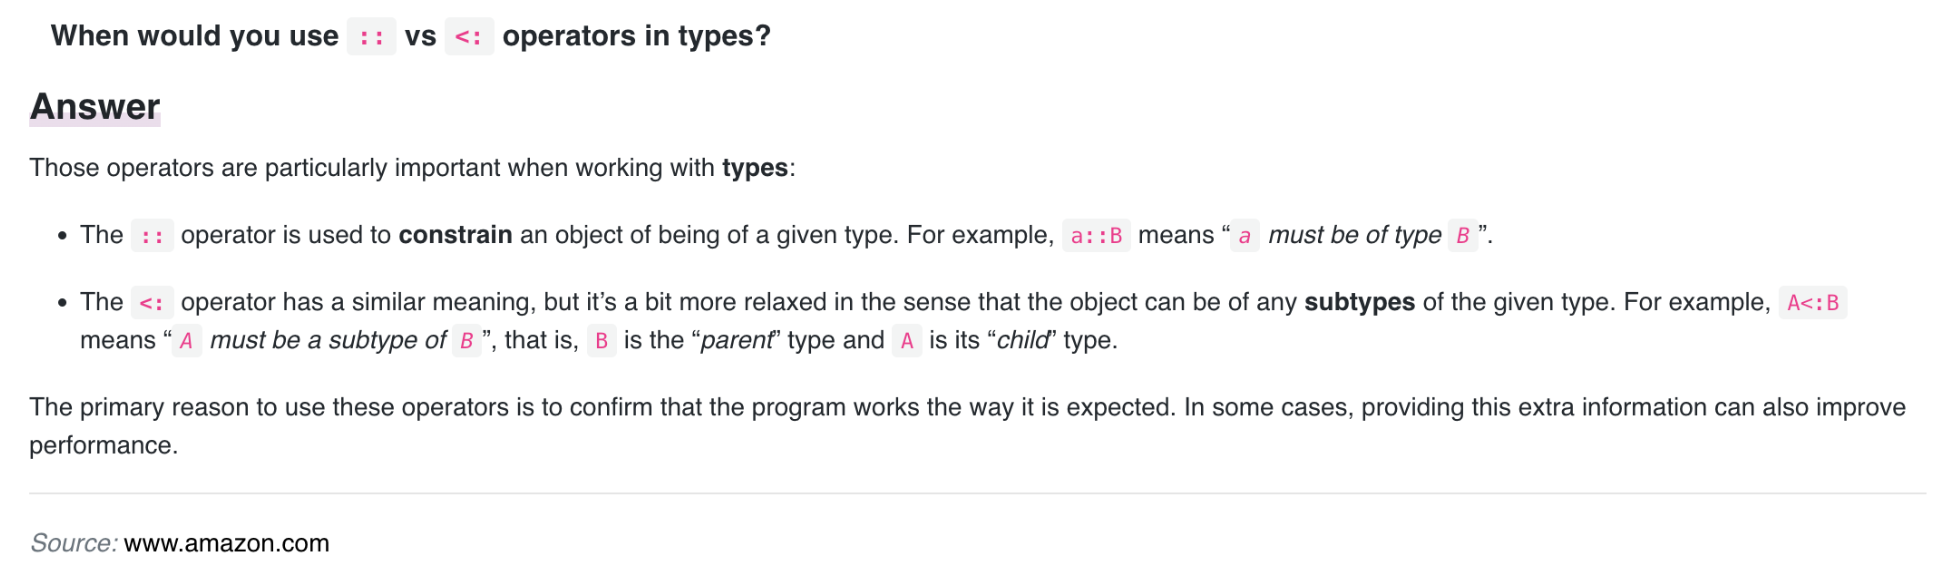 When would you use :: vs <: operators in types?
Answer
Those operators are particularly important when working with types:
• The :: operator is used to constrain an object of being of a given type. For example, a::B means “a must be of type B”.
• The <: operator has a similar meaning, but it’s a bit more relaxed in the sense that the object can be of any subtypes of the given type. For example, A<:B
means “A must be a subtype of B”, that is, B is the “parent” type and A is its “child” type.
The primary reason to use these operators is to confirm that the program works the way it is expected. In some cases, providing this extra information can also improve
performance.
Source: www.amazon.com